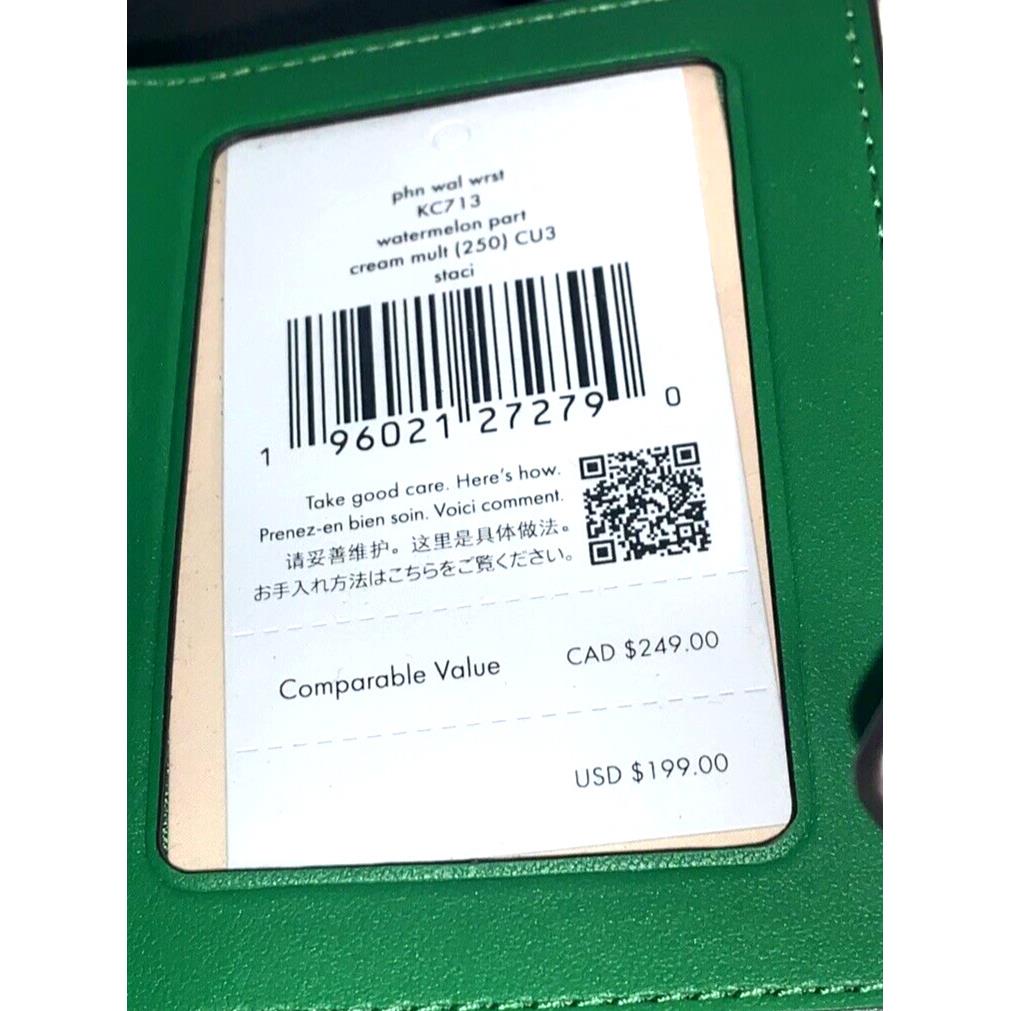 phn wal wrst
KC713
watermelon part
cream mult (250) CU3
staci
1 96021 27279 0
Take good care. Here's how.
Prenez-en bien soin. Voici comment.
请妥善维护。这里是具体做法。
お手入れ方法はこちらをご覧ください。
Comparable Value CAD $249.00
USD $199.00